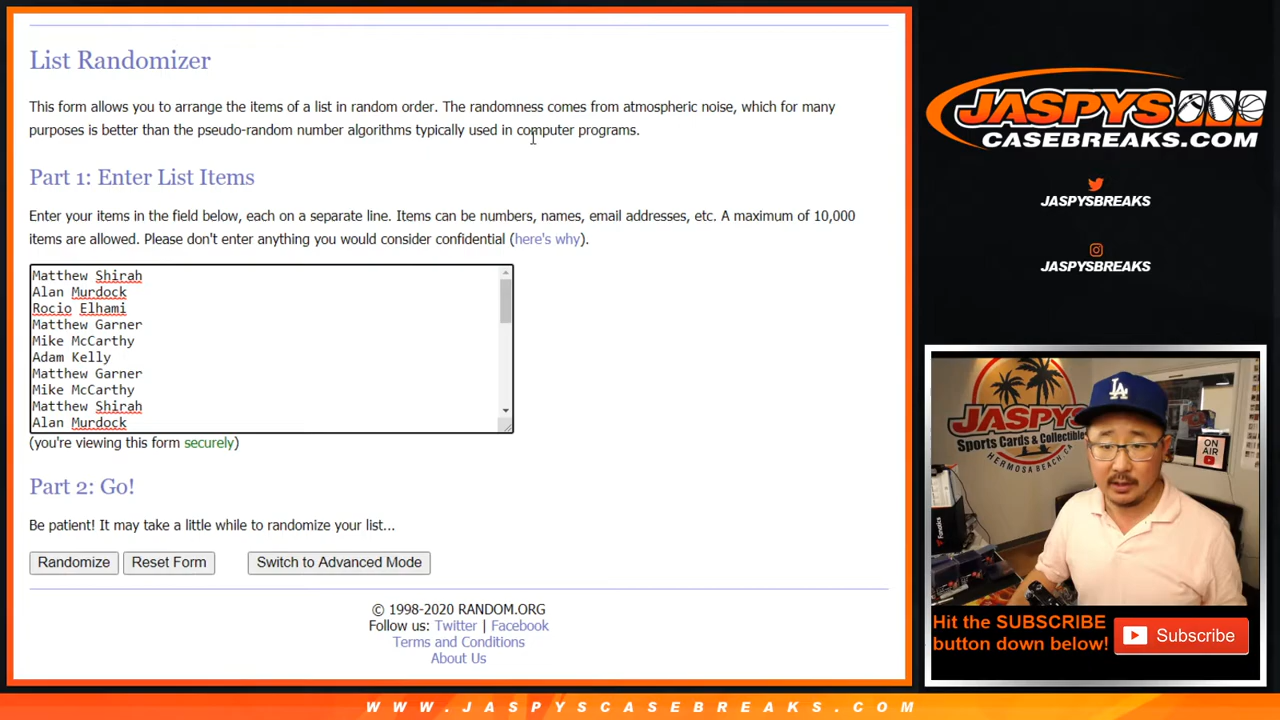 List Randomizer
This form allows you to arrange the items of a list in random order. The randomness comes from atmospheric noise, which for many
purposes is better than the pseudo-random number algorithms typically used in computer programs.
Part 1: Enter List Items
Enter your items in the field below, each on a separate line. Items can be numbers, names, email addresses, etc. A maximum of 10,000
items are allowed. Please don't enter anything you would consider confidential (here's why).
Matthew Shirah
Alan Murdock
Rocio Elhami
Matthew Garner
Mike McCarthy
Adam Kelly
Matthew Garner
Mike McCarthy
Matthew Shirah
Alan Murdock
(you're viewing this form securely)
Part 2: Go!
Be patient! It may take a little while to randomize your list...
Randomize
Reset Form
Switch to Advanced Mode
© 1998-2020 RANDOM.ORG
Follow us: Twitter | Facebook
Terms and Conditions
About Us
JASPYS
CASEBREAKS.COM
JASPYSBREAKS
JASPYSBREAKS
JASPYS
Sports Cards & Collectibles
HERMOSA BEACH, CA
LA
ON
AIR
Fanatics
Hit the SUBSCRIBE
button down below!
Subscribe
WWW.JASPYSCASEBREAKS.COM